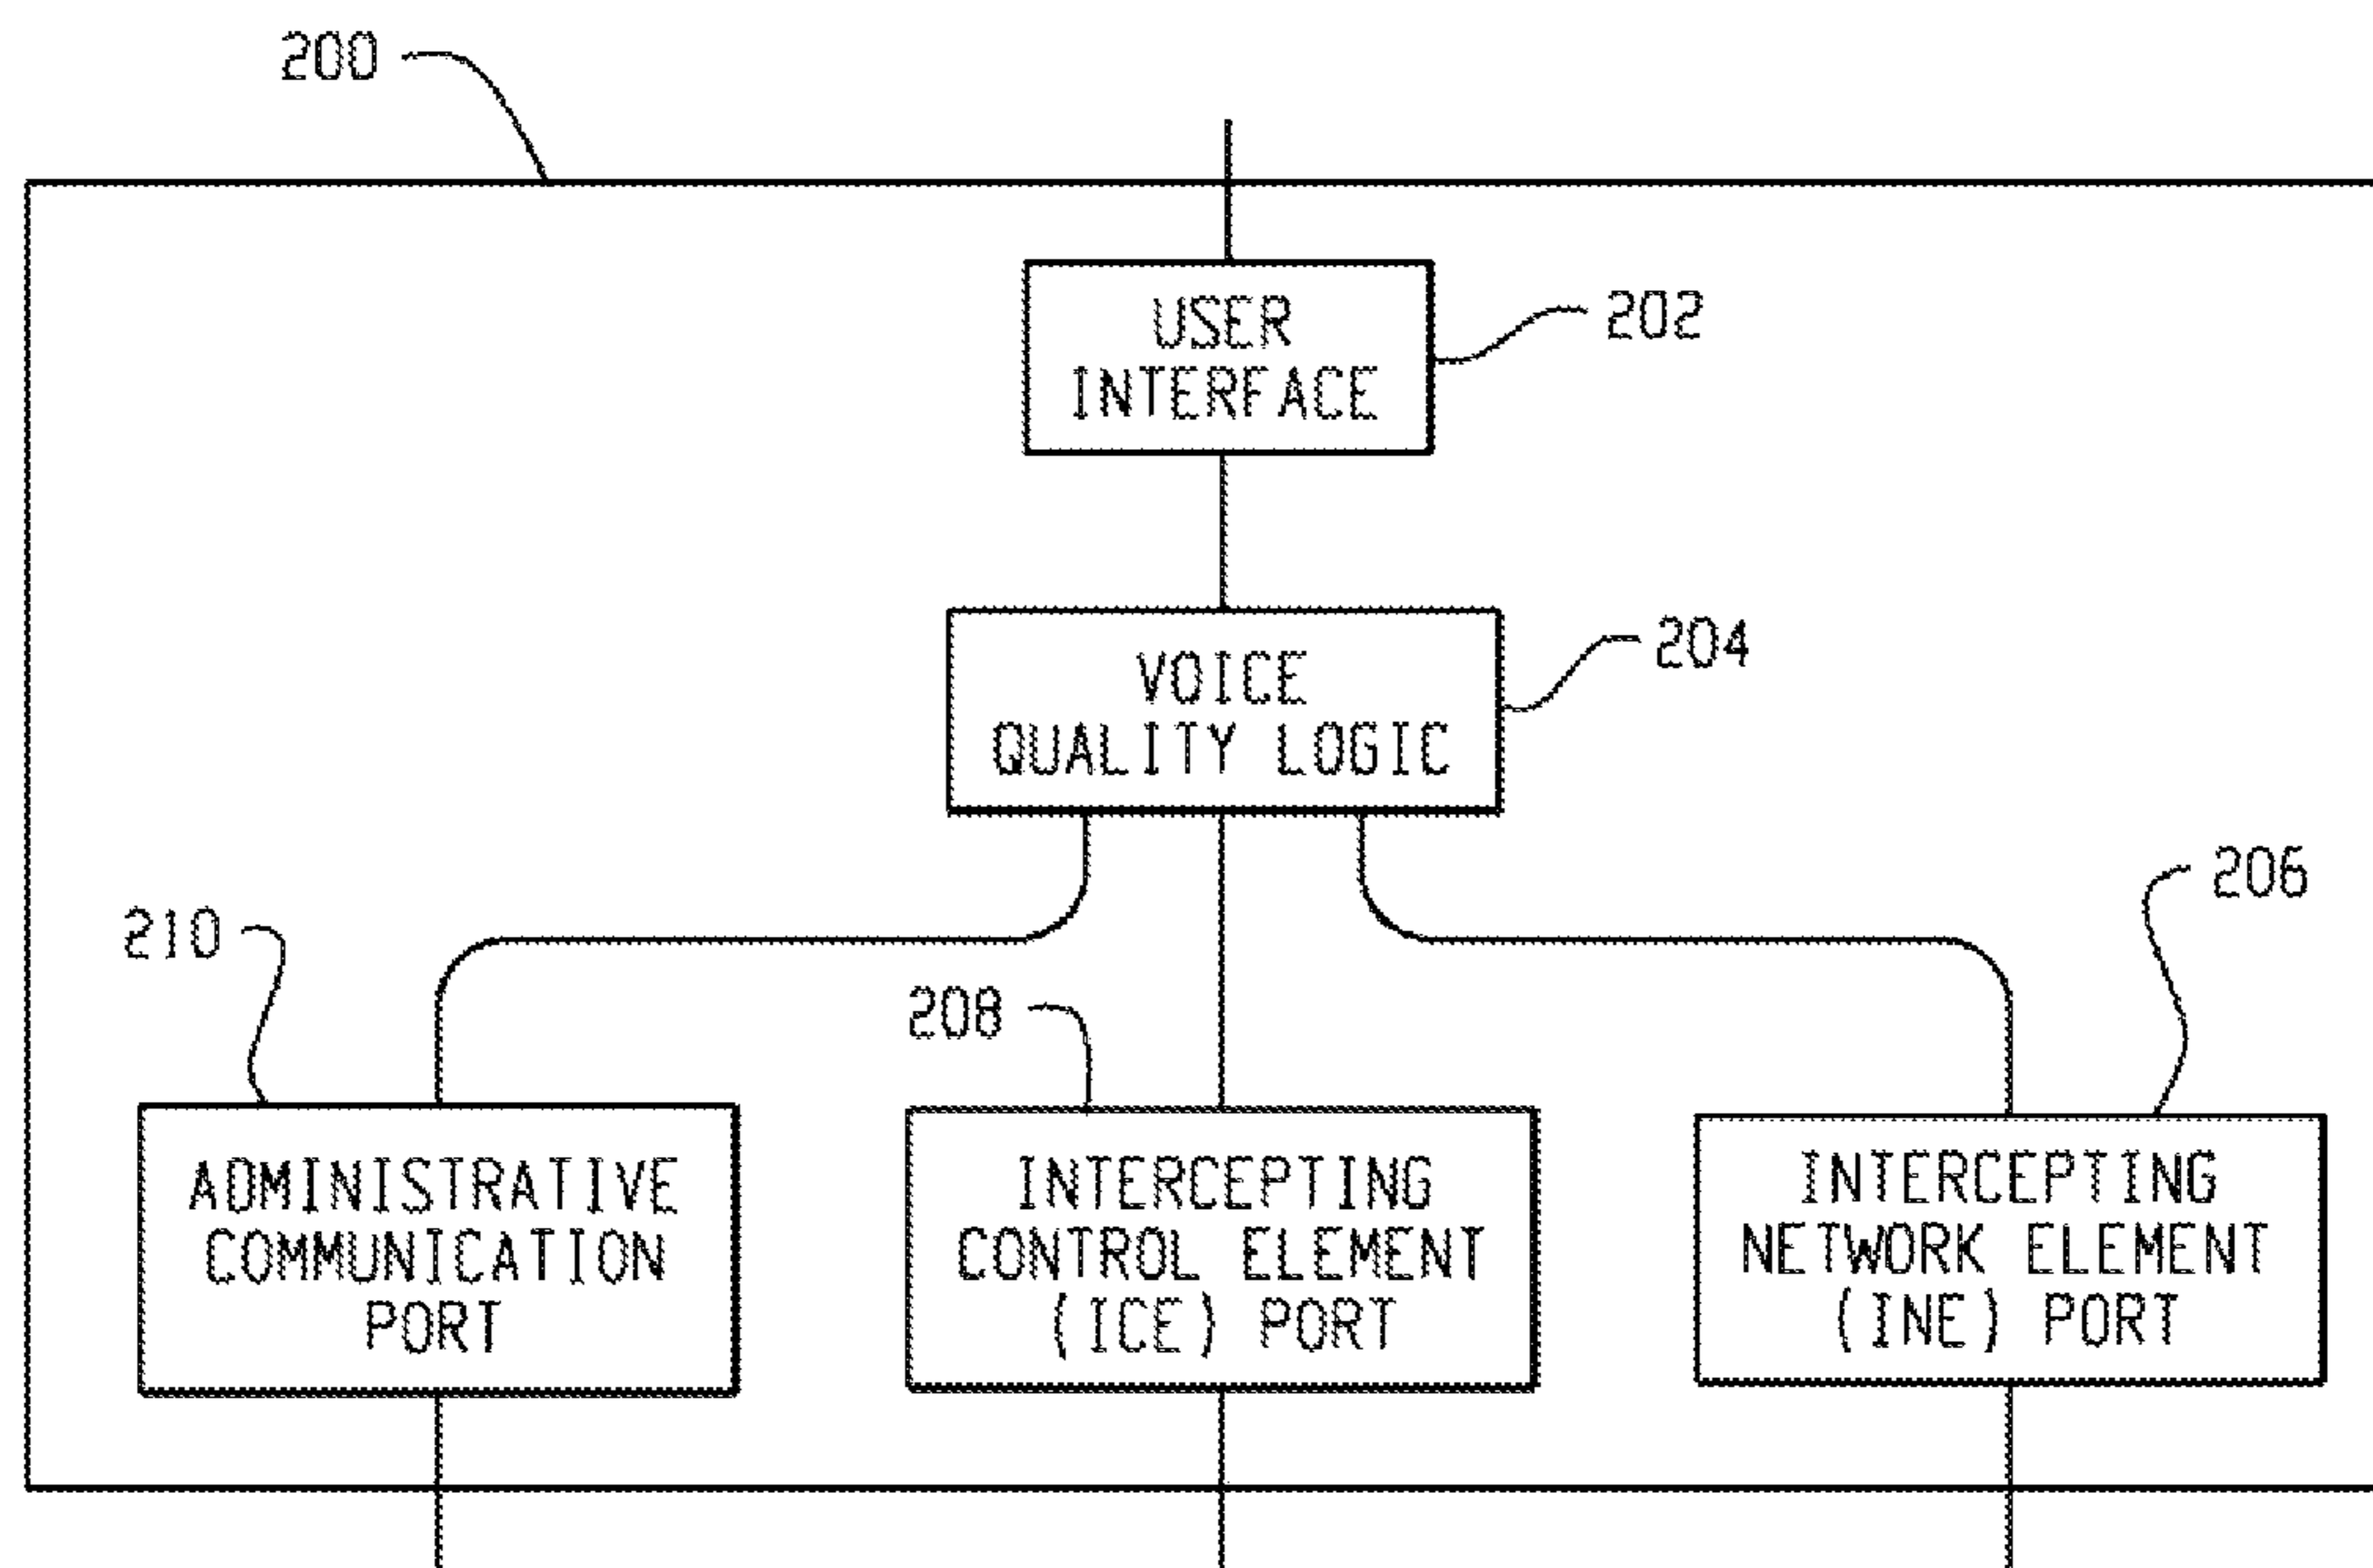 200
USER
INTERFACE
202
VOICE
QUALITY LOGIC
204
206
210
208
ADMINISTRATIVE
COMMUNICATION
PORT
INTERCEPTING
CONTROL ELEMENT
(ICE) PORT
INTERCEPTING
NETWORK ELEMENT
(INE) PORT